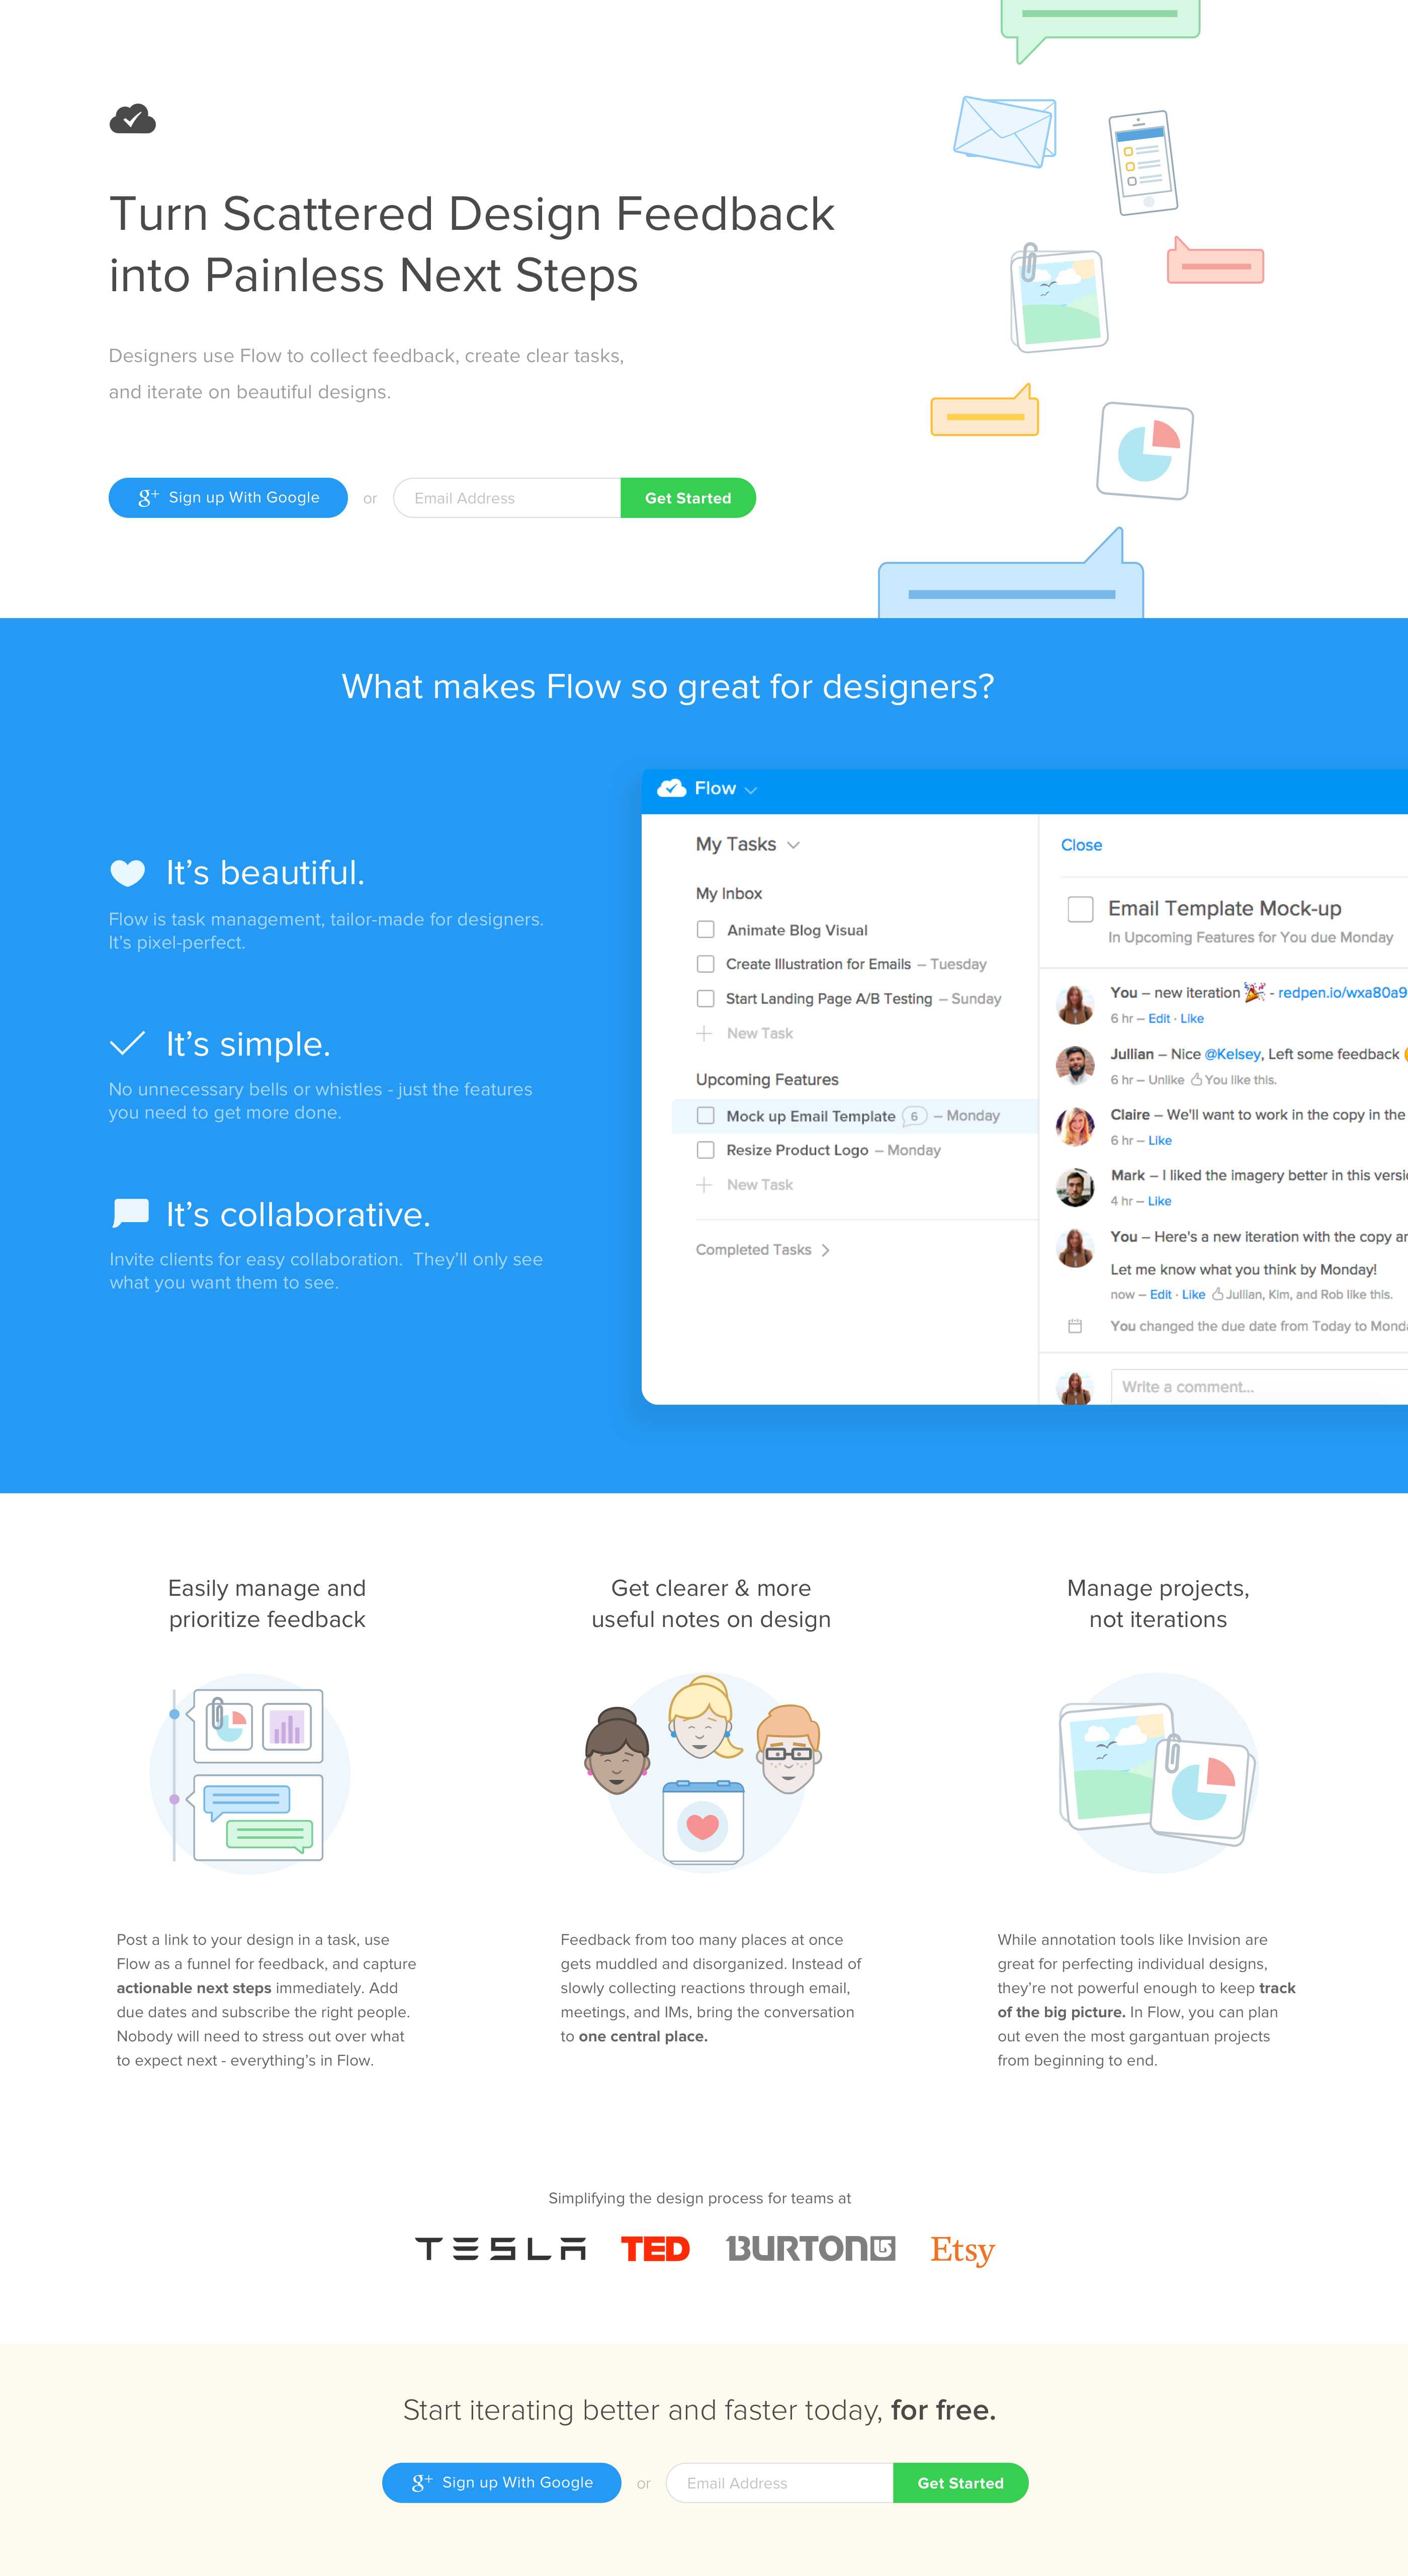 Turn Scattered Design Feedback
into Painless Next Steps
Designers use Flow to collect feedback, create clear tasks,
and iterate on beautiful designs.
g+ Sign up With Google
or
Email Address
Get Started
What makes Flow so great for designers?
It's beautiful.
Flow is task management, tailor-made for designers.
It's pixel-perfect.
It's simple.
No unnecessary bells or whistles - just the features
you need to get more done.
It's collaborative.
Invite clients for easy collaboration.  They'll only see
what you want them to see.
Flow
My Tasks
My Inbox
Animate Blog Visual
Create Illustration for Emails – Tuesday
Start Landing Page A/B Testing – Sunday
New Task
Upcoming Features
Mock up Email Template 6 – Monday
Resize Product Logo – Monday
New Task
Completed Tasks
Close
Email Template Mock-up
In Upcoming Features for You due Monday
You – new iteration 🎉 - redpen.io/wxa80a9
6 hr – Edit · Like
Jullian – Nice @Kelsey, Left some feedback
6 hr – Unlike You like this.
Claire – We'll want to work in the copy in the
6 hr – Like
Mark – I liked the imagery better in this versi
4 hr – Like
You – Here's a new iteration with the copy ar
Let me know what you think by Monday!
now – Edit · Like Jullian, Kim, and Rob like this.
You changed the due date from Today to Monda
Write a comment...
Easily manage and
prioritize feedback
Post a link to your design in a task, use
Flow as a funnel for feedback, and capture
actionable next steps immediately. Add
due dates and subscribe the right people.
Nobody will need to stress out over what
to expect next - everything's in Flow.
Get clearer & more
useful notes on design
Feedback from too many places at once
gets muddled and disorganized. Instead of
slowly collecting reactions through email,
meetings, and IMs, bring the conversation
to one central place.
Manage projects,
not iterations
While annotation tools like Invision are
great for perfecting individual designs,
they're not powerful enough to keep track
of the big picture. In Flow, you can plan
out even the most gargantuan projects
from beginning to end.
Simplifying the design process for teams at
TESLA TED BURTON Etsy
Start iterating better and faster today, for free.
g+ Sign up With Google
or
Email Address
Get Started